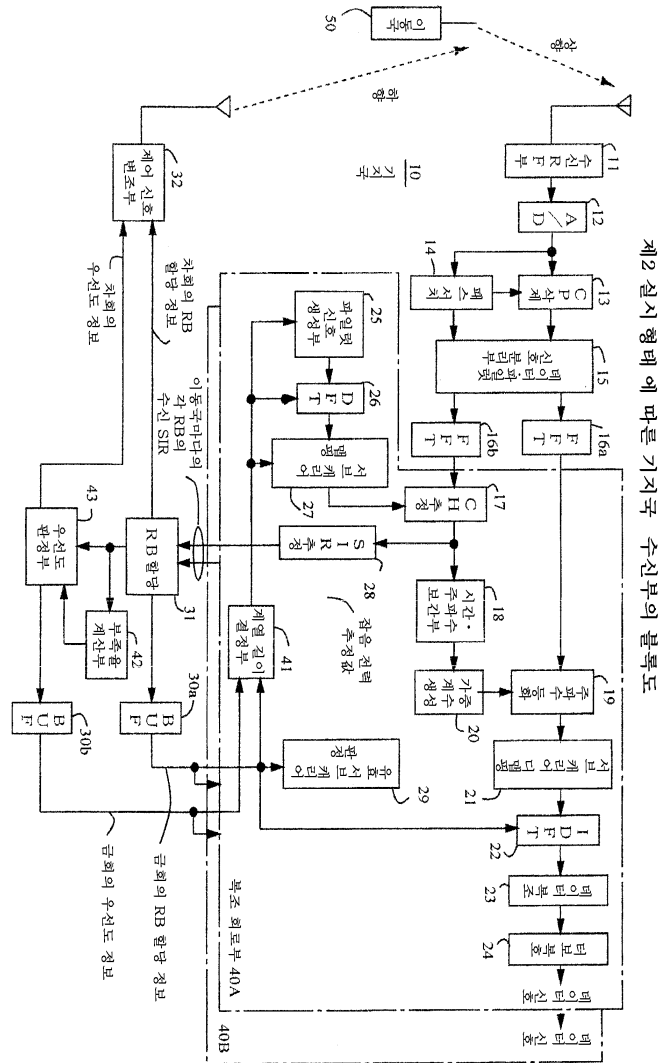 제2 실시 형태에 따른 기지국 수신부의 블록도
이동국
50
상향
하향
10
기지국
수신
RF
부
11
A/D
12
CP
제삭
13
패스
서치
14
데이터·파일럿
신호 분리부
15
FFT
16a
FFT
16b
CH
추정
17
시간·
주파수
보간부
18
주파수 등화
19
가중
계수
생성
20
서브캐리어 디맵핑
21
IDFT
22
데이터 복조
23
터보 복호
24
데이터 신호
데이터 신호
파일럿
신호
생성부
25
DFT
26
서브캐리어
맵핑
27
SIR
추정
28
잡음 전력
추정값
유효 서브캐리어
판정
29
계열 길이
결정부
41
복조 회로부 40A
40B
제어 신호
변조부
32
차회의 RB
할당 정보
차회의
우선도 정보
이동국마다의
각 RB의
수신 SIR
RB할당
31
부족율
계산부
42
우선도
판정부
43
BUF
30a
BUF
30b
금회의 RB 할당 정보
금회의 우선도 정보